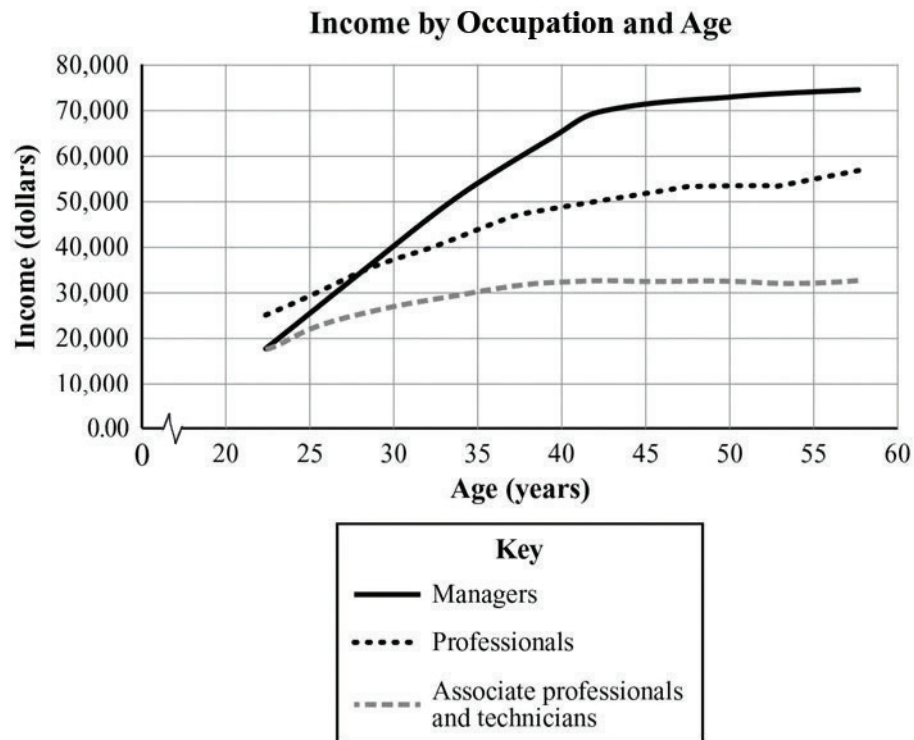 Income by Occupation and Age
80,000
70,000
60,000
50,000
40,000
30,000
20,000
10,000
0.00
Income (dollars)
0 20 25 30 35 40 45 50 55 60
Age (years)
Key
Managers
Professionals
Associate professionals
and technicians